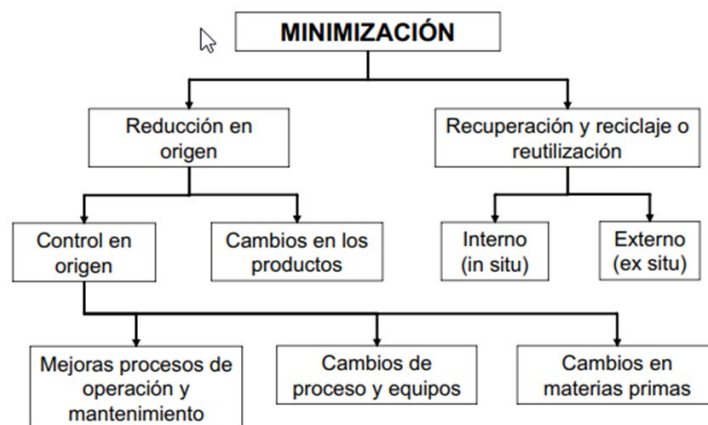 MINIMIZACIÓN
Reducción en
origen
Recuperación y reciclaje o
reutilización
Control en
origen
Cambios en los
productos
Interno
(in situ)
Externo
(ex situ)
Mejoras procesos de
operación y
mantenimiento
Cambios de
proceso y equipos
Cambios en
materias primas